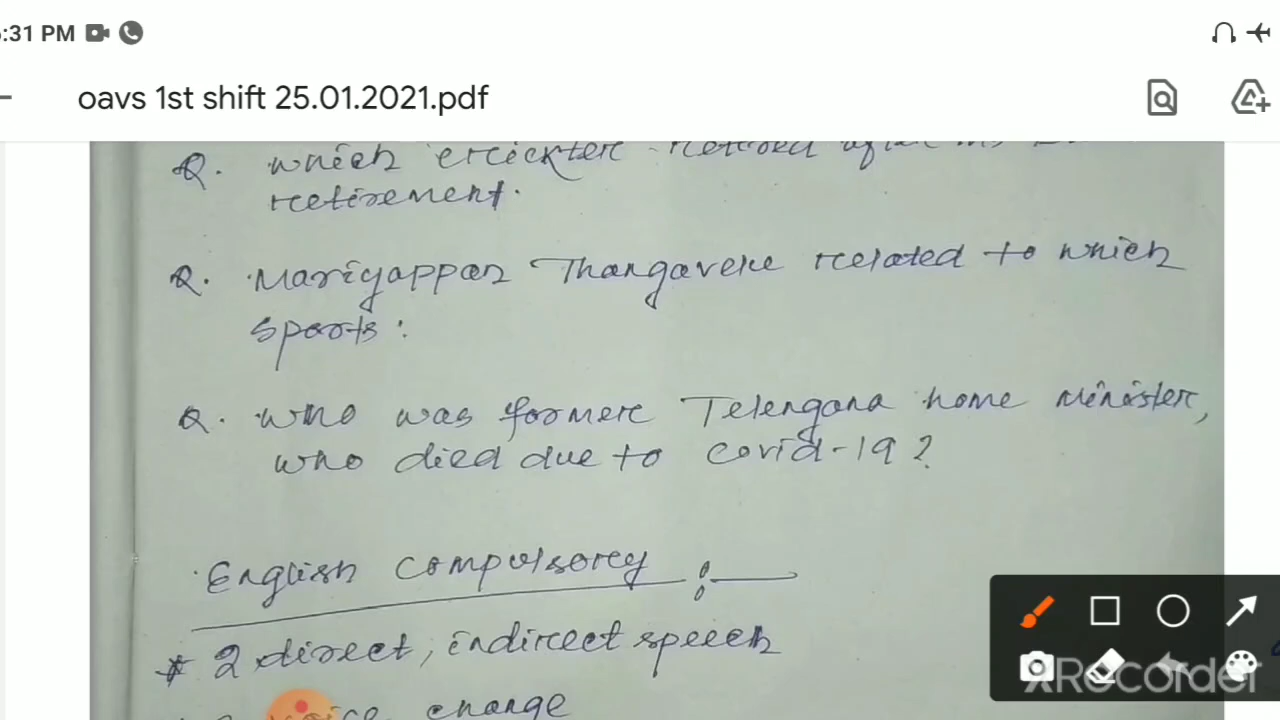 :31 PM
oavs 1st shift 25.01.2021.pdf
Q. which
retirement.
Q. Mariyappan Thangavelu related to which
sports:
Q. who was former Telengana home Minister,
who died due to covid-19?
English compulsory :-
* 2 direct, indirect speech
change
XRecorder